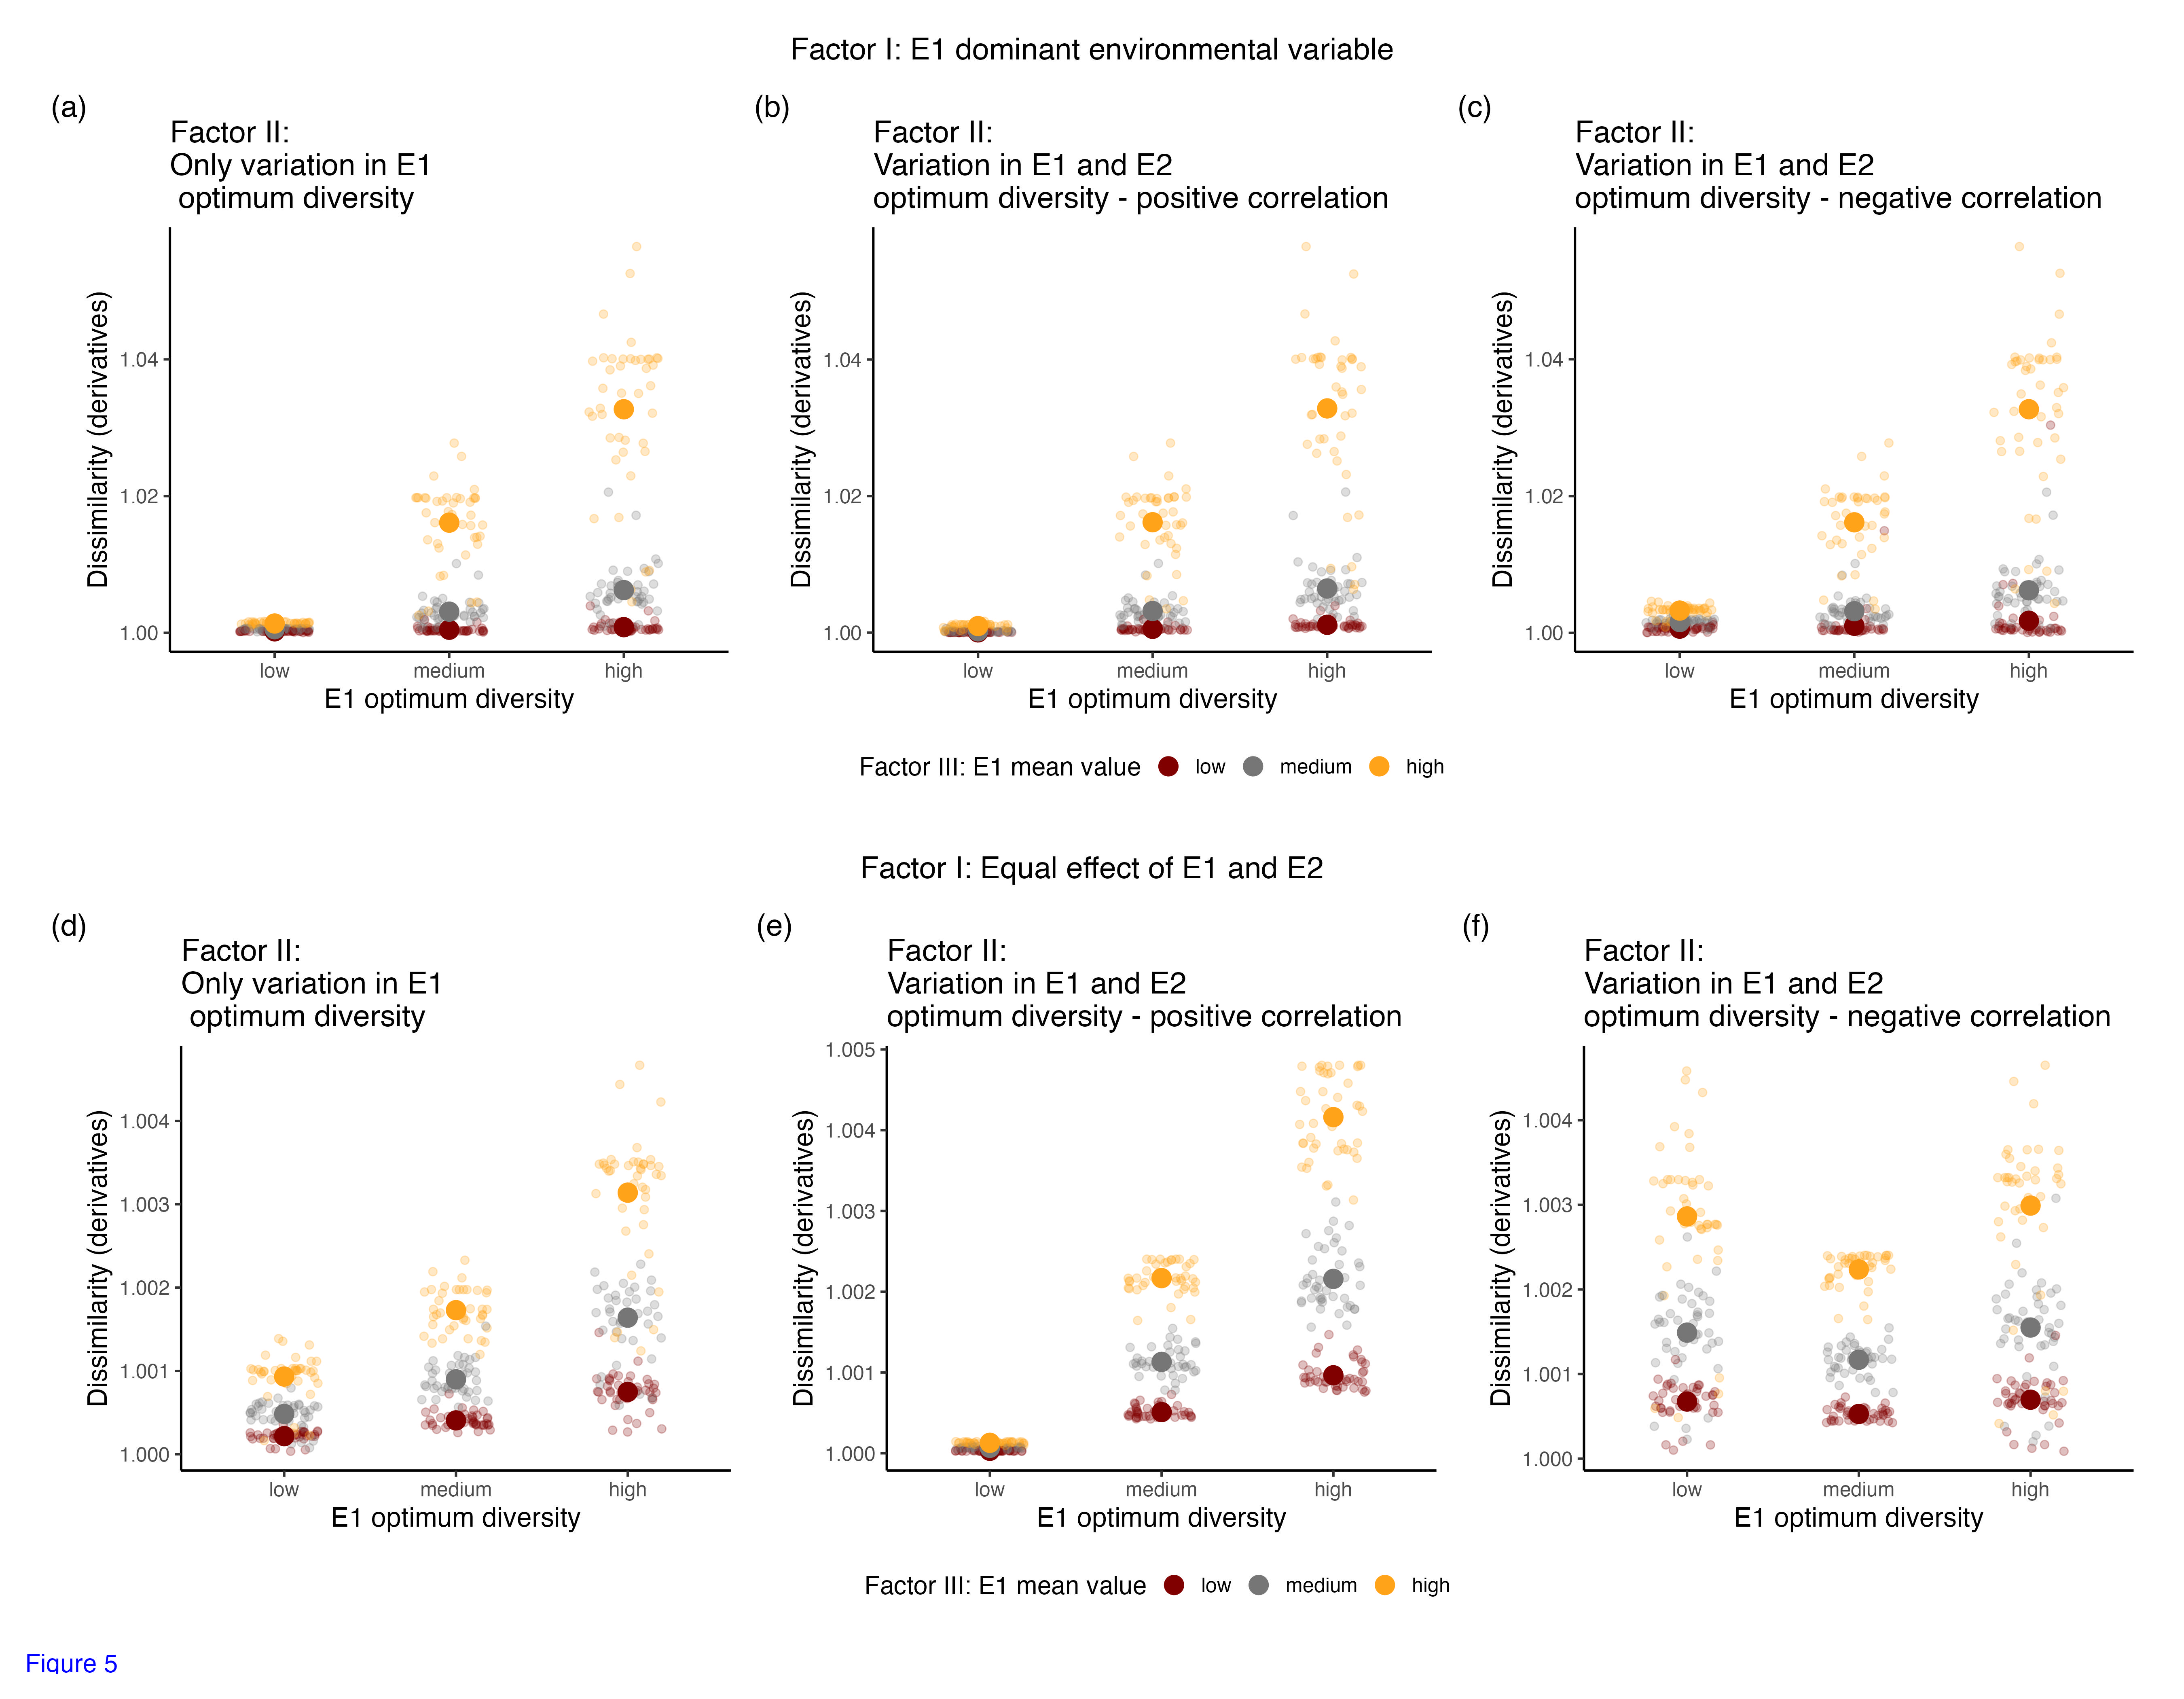 Factor I: E1 dominant environmental variable
(a)
Factor II:
Only variation in E1
optimum diversity
Dissimilarity (derivatives)
1.04
1.02
1.00
low medium high
E1 optimum diversity
(b)
Factor II:
Variation in E1 and E2
optimum diversity - positive correlation
Dissimilarity (derivatives)
1.04
1.02
1.00
low medium high
E1 optimum diversity
(c)
Factor II:
Variation in E1 and E2
optimum diversity - negative correlation
Dissimilarity (derivatives)
1.04
1.02
1.00
low medium high
E1 optimum diversity
Factor III: E1 mean value low medium high
Factor I: Equal effect of E1 and E2
(d)
Factor II:
Only variation in E1
optimum diversity
Dissimilarity (derivatives)
1.004
1.003
1.002
1.001
1.000
low medium high
E1 optimum diversity
(e)
Factor II:
Variation in E1 and E2
optimum diversity - positive correlation
Dissimilarity (derivatives)
1.005
1.004
1.003
1.002
1.001
1.000
low medium high
E1 optimum diversity
(f)
Factor II:
Variation in E1 and E2
optimum diversity - negative correlation
Dissimilarity (derivatives)
1.004
1.003
1.002
1.001
1.000
low medium high
E1 optimum diversity
Factor III: E1 mean value low medium high
Figure 5